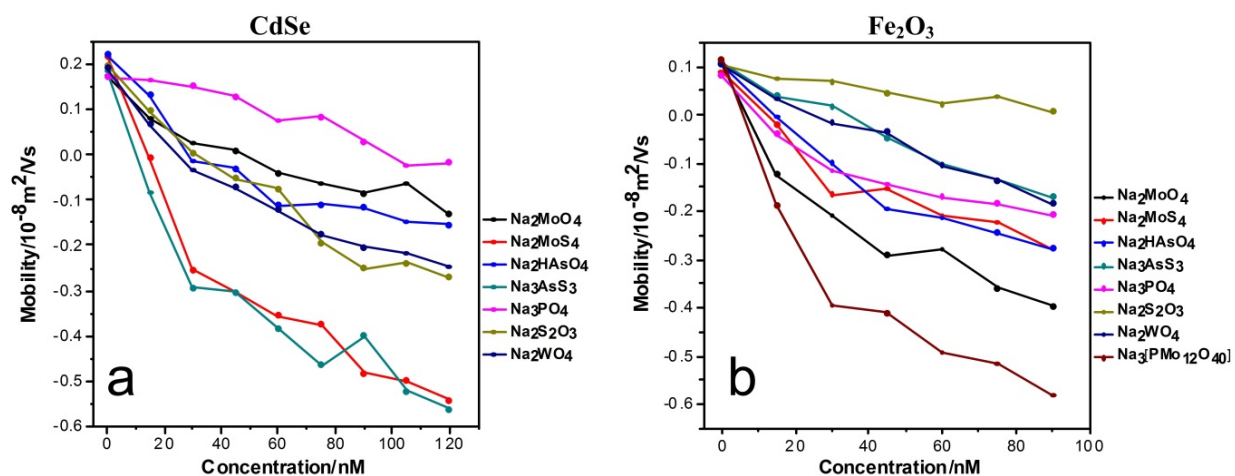 CdSe
Mobility/10⁻⁸m²/Vs
0.2
0.1
0.0
-0.1
-0.2
-0.3
-0.4
-0.5
-0.6
0 20 40 60 80 100 120
Concentration/nM
a
Na₂MoO₄
Na₂MoS₄
Na₂HAsO₄
Na₃AsS₃
Na₃PO₄
Na₂S₂O₃
Na₂WO₄
Fe₂O₃
Mobility/10⁻⁸m²/Vs
0.1
0.0
-0.1
-0.2
-0.3
-0.4
-0.5
-0.6
0 20 40 60 80 100
Concentration/nM
b
Na₂MoO₄
Na₂MoS₄
Na₂HAsO₄
Na₃AsS₃
Na₃PO₄
Na₂S₂O₃
Na₂WO₄
Na₃[PMo₁₂O₄₀]